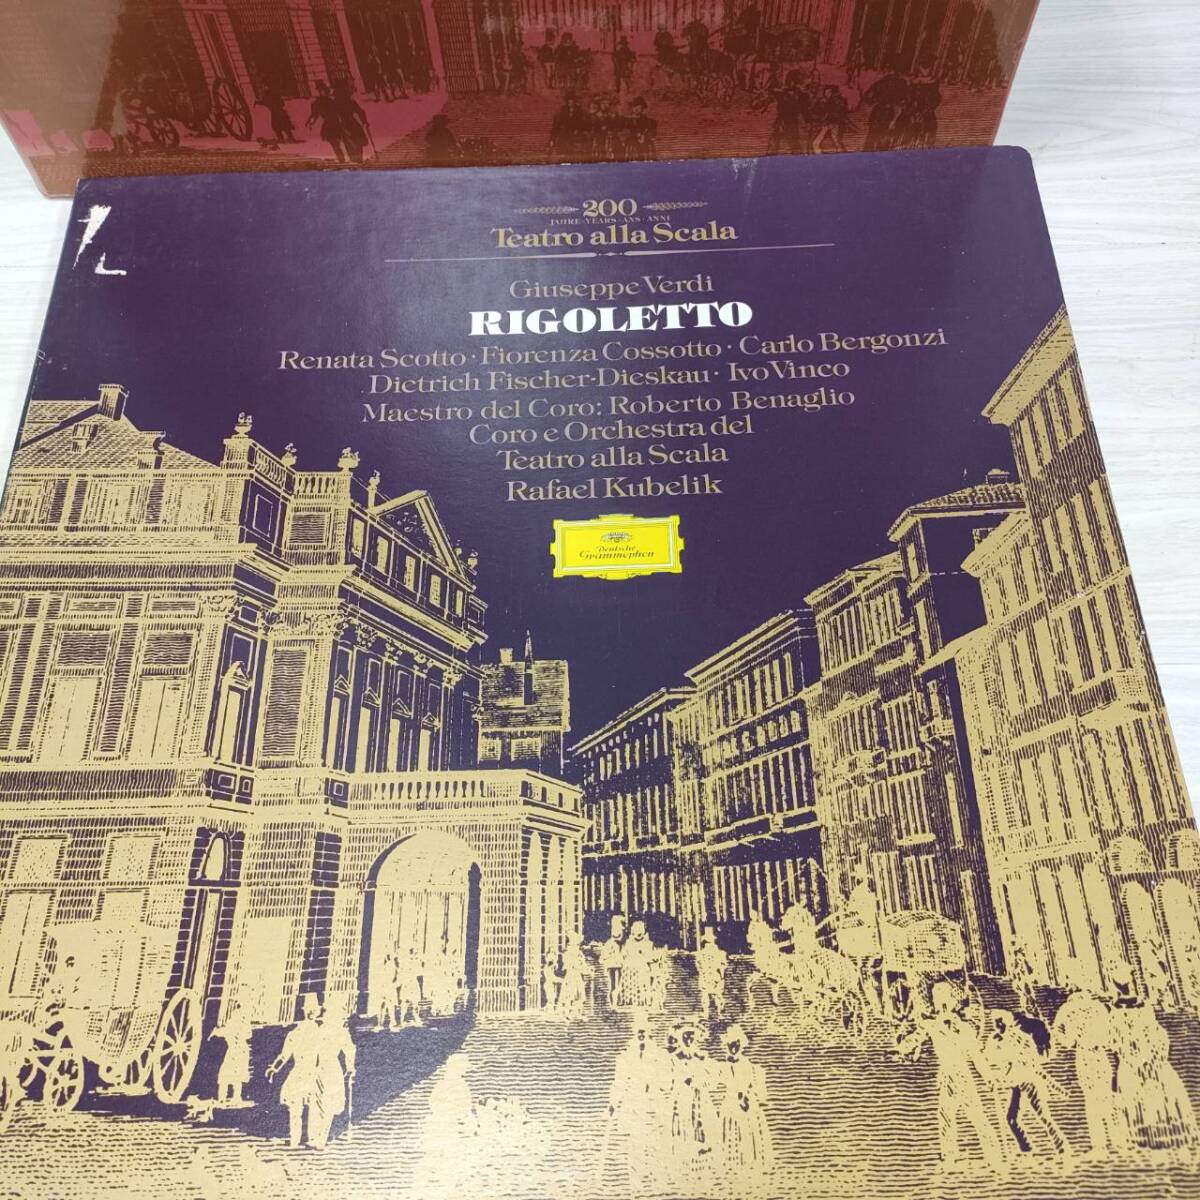 200
JAHRE·YEARS·ANS·ANNI
Teatro alla Scala
Giuseppe Verdi
RIGOLETTO
Renata Scotto · Fiorenza Cossotto · Carlo Bergonzi
Dietrich Fischer-Dieskau · Ivo Vinco
Maestro del Coro: Roberto Benaglio
Coro e Orchestra del
Teatro alla Scala
Rafael Kubelik
Deutsche
Grammophon